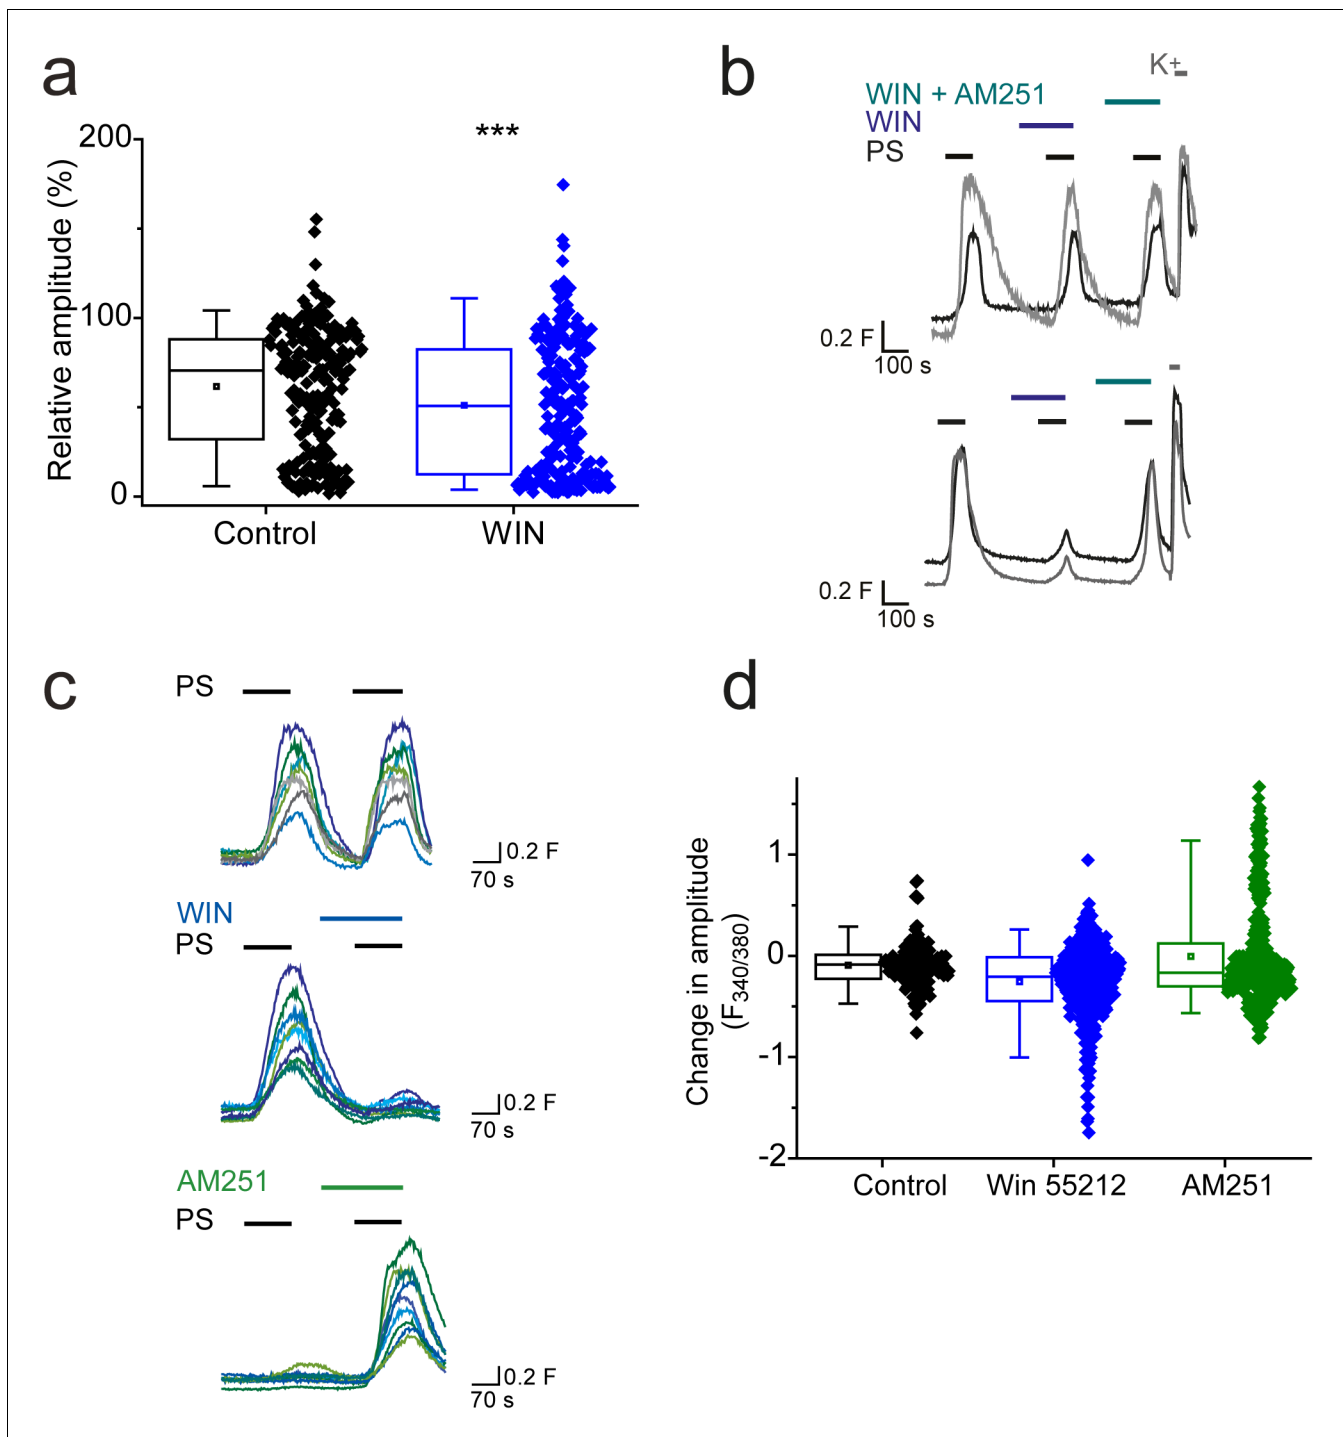 a
200
100
0
Relative amplitude (%)
***
Control
WIN
b
K+
WIN + AM251
WIN
PS
0.2 F
100 s
0.2 F
100 s
c
PS
0.2 F
70 s
WIN
PS
0.2 F
70 s
AM251
PS
0.2 F
70 s
d
1
0
-1
-2
Change in amplitude
(F340/380)
Control
Win 55212
AM251